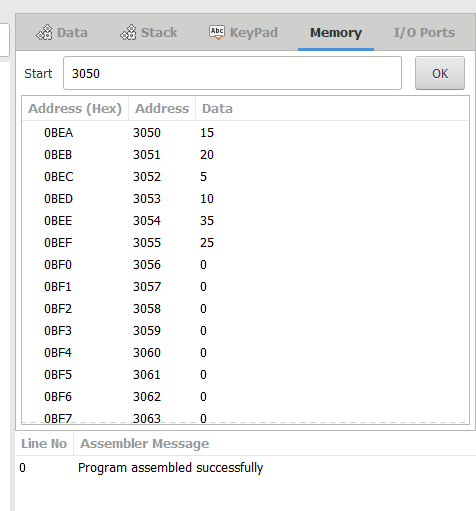 Data Stack Abc KeyPad Memory I/O Ports
Start 3050 OK
Address (Hex) Address Data
0BEA 3050 15
0BEB 3051 20
0BEC 3052 5
0BED 3053 10
0BEE 3054 35
0BEF 3055 25
0BF0 3056 0
0BF1 3057 0
0BF2 3058 0
0BF3 3059 0
0BF4 3060 0
0BF5 3061 0
0BF6 3062 0
0BF7 3063 0
Line No Assembler Message
0 Program assembled successfully